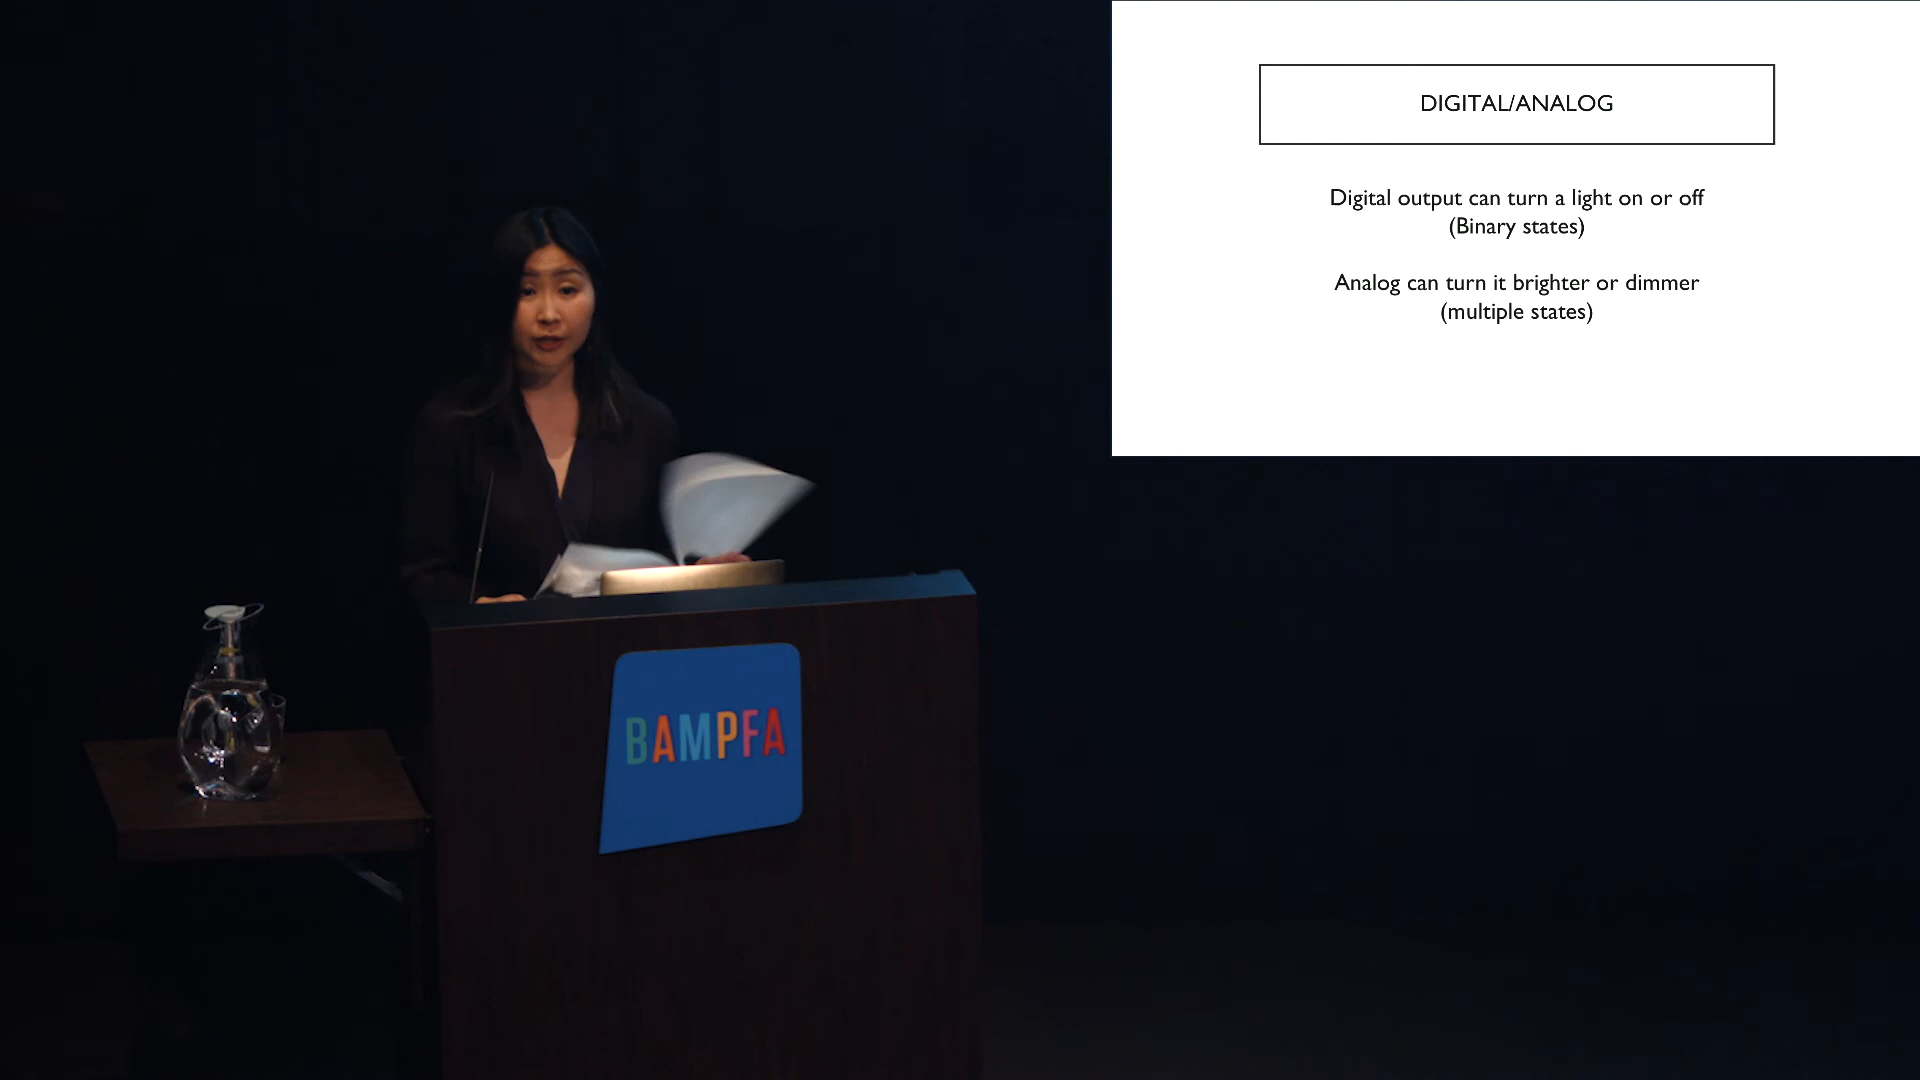 DIGITAL/ANALOG
Digital output can turn a light on or off
(Binary states)
Analog can turn it brighter or dimmer
(multiple states)
BAMPFA